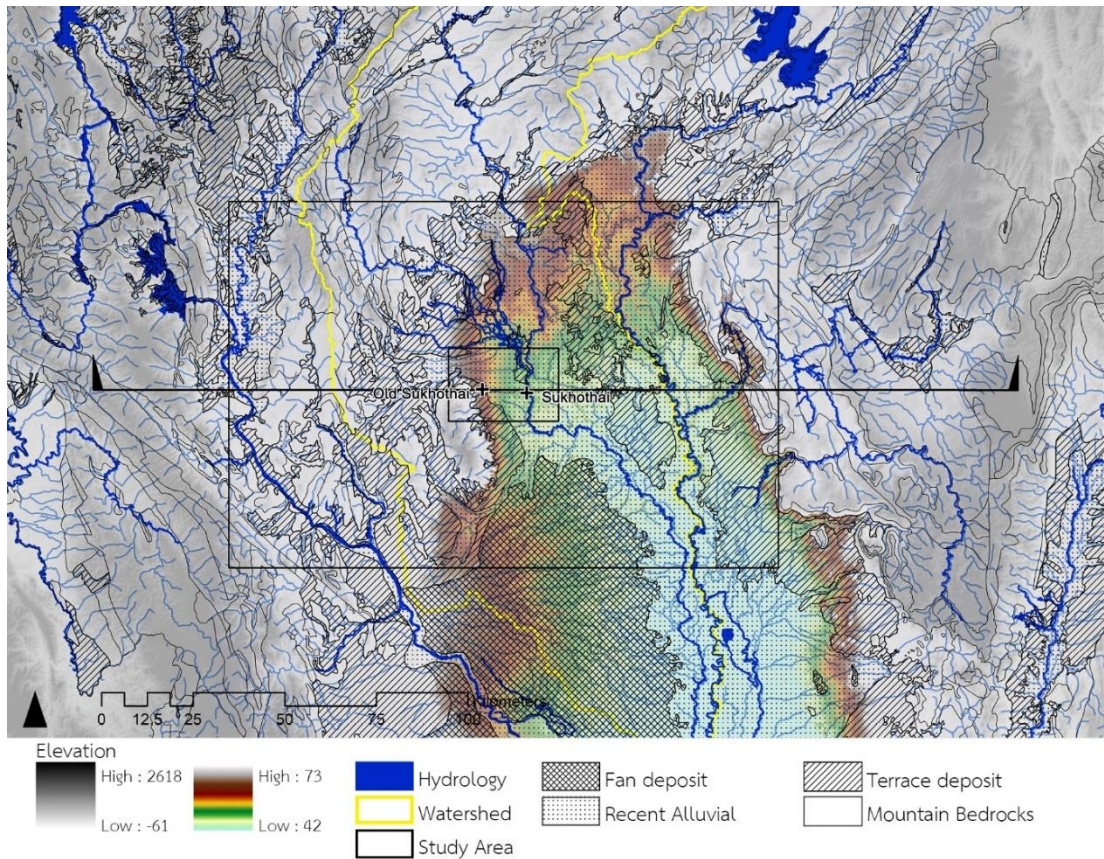 Old Sukhothai
Sukhothai
0 12.5 25 50 75 100
Elevation
High : 2618
Low : -61
High : 73
Low : 42
Hydrology
Watershed
Study Area
Fan deposit
Recent Alluvial
Terrace deposit
Mountain Bedrocks